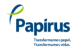 Papirus
Transformamos papel.
Transformamos vidas.